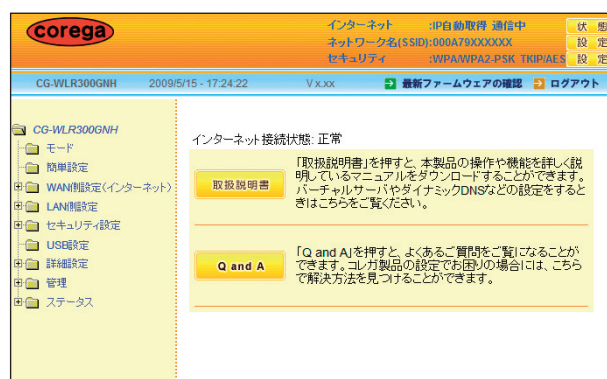 corega
インターネット :IP自動取得 通信中 状 態
ネットワーク名(SSID):000A79XXXXXX 設 定
セキュリティ :WPA/WPA2-PSK TKIP/AES 設 定
CG-WLR300GNH 2009/5/15 - 17:24:22 V x.xx 最新ファームウェアの確認 ログアウト
CG-WLR300GNH
モード
簡単設定
WAN側設定(インターネット)
LAN側設定
セキュリティ設定
USB設定
詳細設定
管理
ステータス
インターネット接続状態: 正常
取扱説明書
「取扱説明書」を押すと、本製品の操作や機能を詳しく説
明しているマニュアルをダウンロードすることができます。
バーチャルサーバやダイナミックDNSなどの設定をすると
きはこちらをご覧ください。
Q and A
「Q and A」を押すと、よくあるご質問をご覧になることが
できます。コレガ製品の設定でお困りの場合には、こちら
で解決方法を見つけることができます。